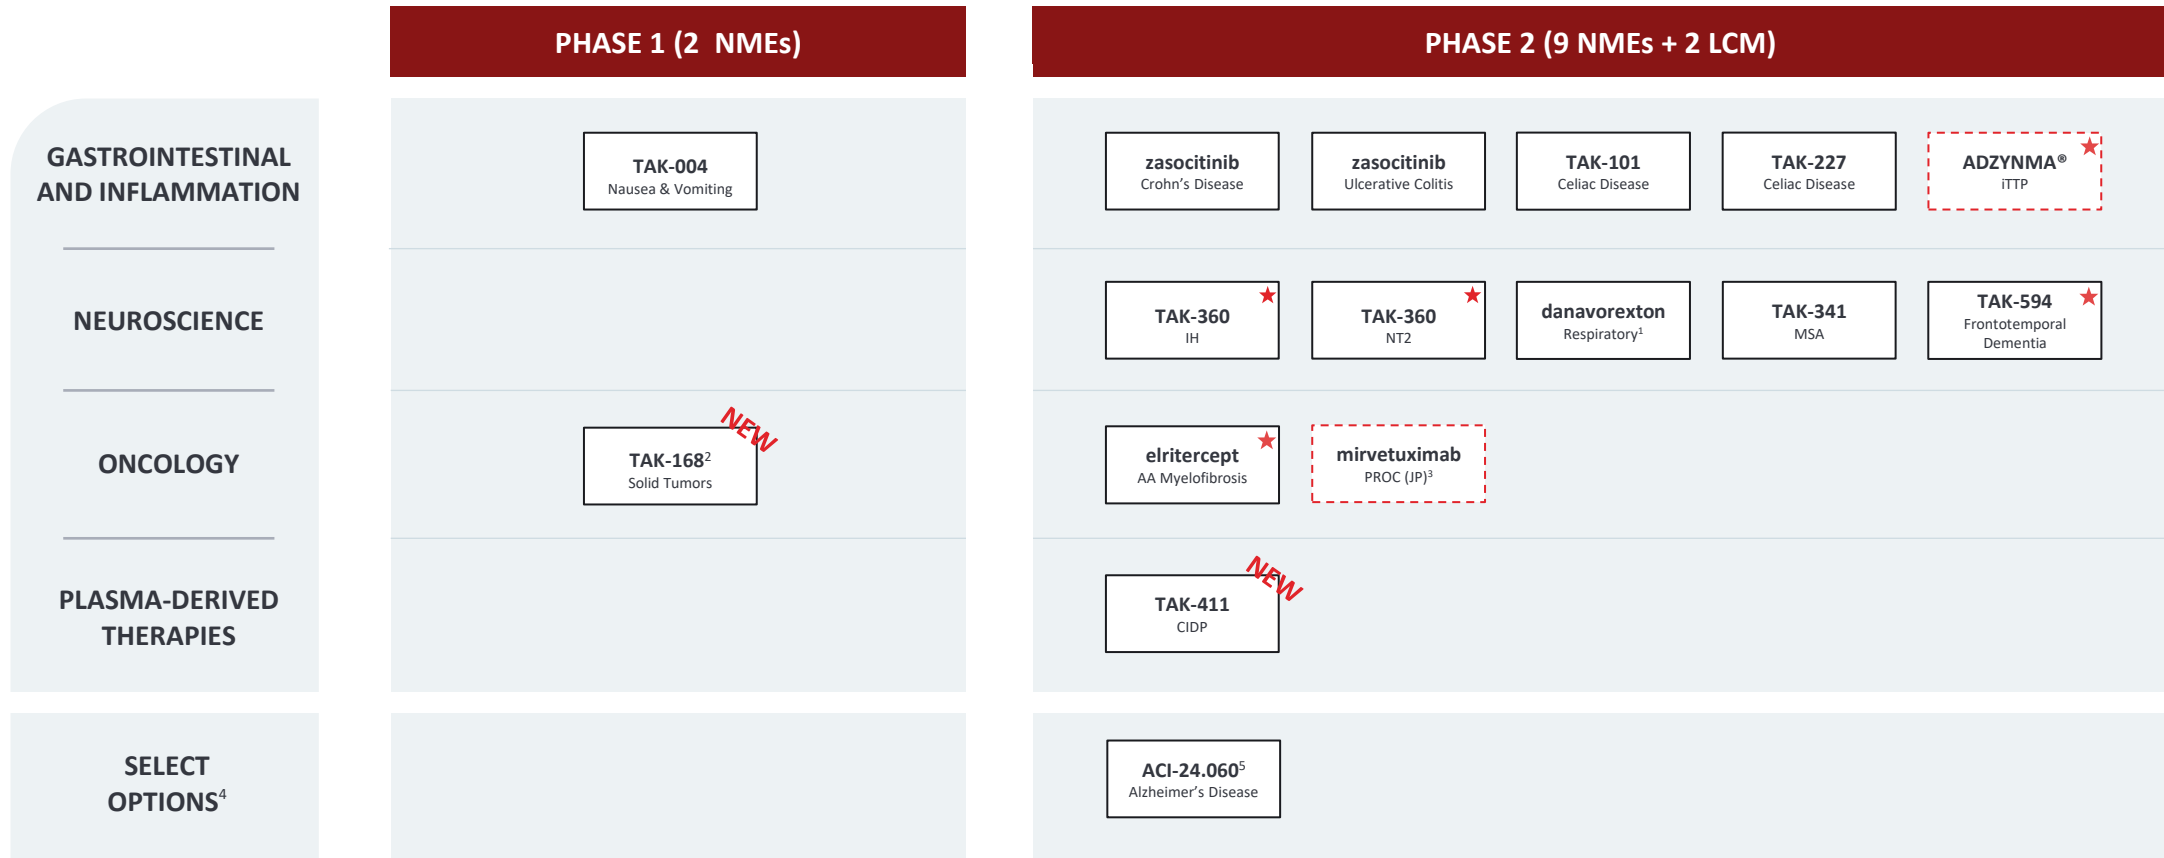 PHASE 1 (2 NMEs)
PHASE 2 (9 NMEs + 2 LCM)
GASTROINTESTINAL
AND INFLAMMATION
TAK-004
Nausea & Vomiting
zasocitinib
Crohn's Disease
zasocitinib
Ulcerative Colitis
TAK-101
Celiac Disease
TAK-227
Celiac Disease
ADZYNMA®
iTTP
NEUROSCIENCE
TAK-360
IH
TAK-360
NT2
danavorexton
Respiratory1
TAK-341
MSA
TAK-594
Frontotemporal
Dementia
ONCOLOGY
NEW
TAK-1682
Solid Tumors
elritercept
AA Myelofibrosis
mirvetuximab
PROC (JP)3
PLASMA-DERIVED
THERAPIES
NEW
TAK-411
CIDP
SELECT
OPTIONS4
ACI-24.0605
Alzheimer's Disease